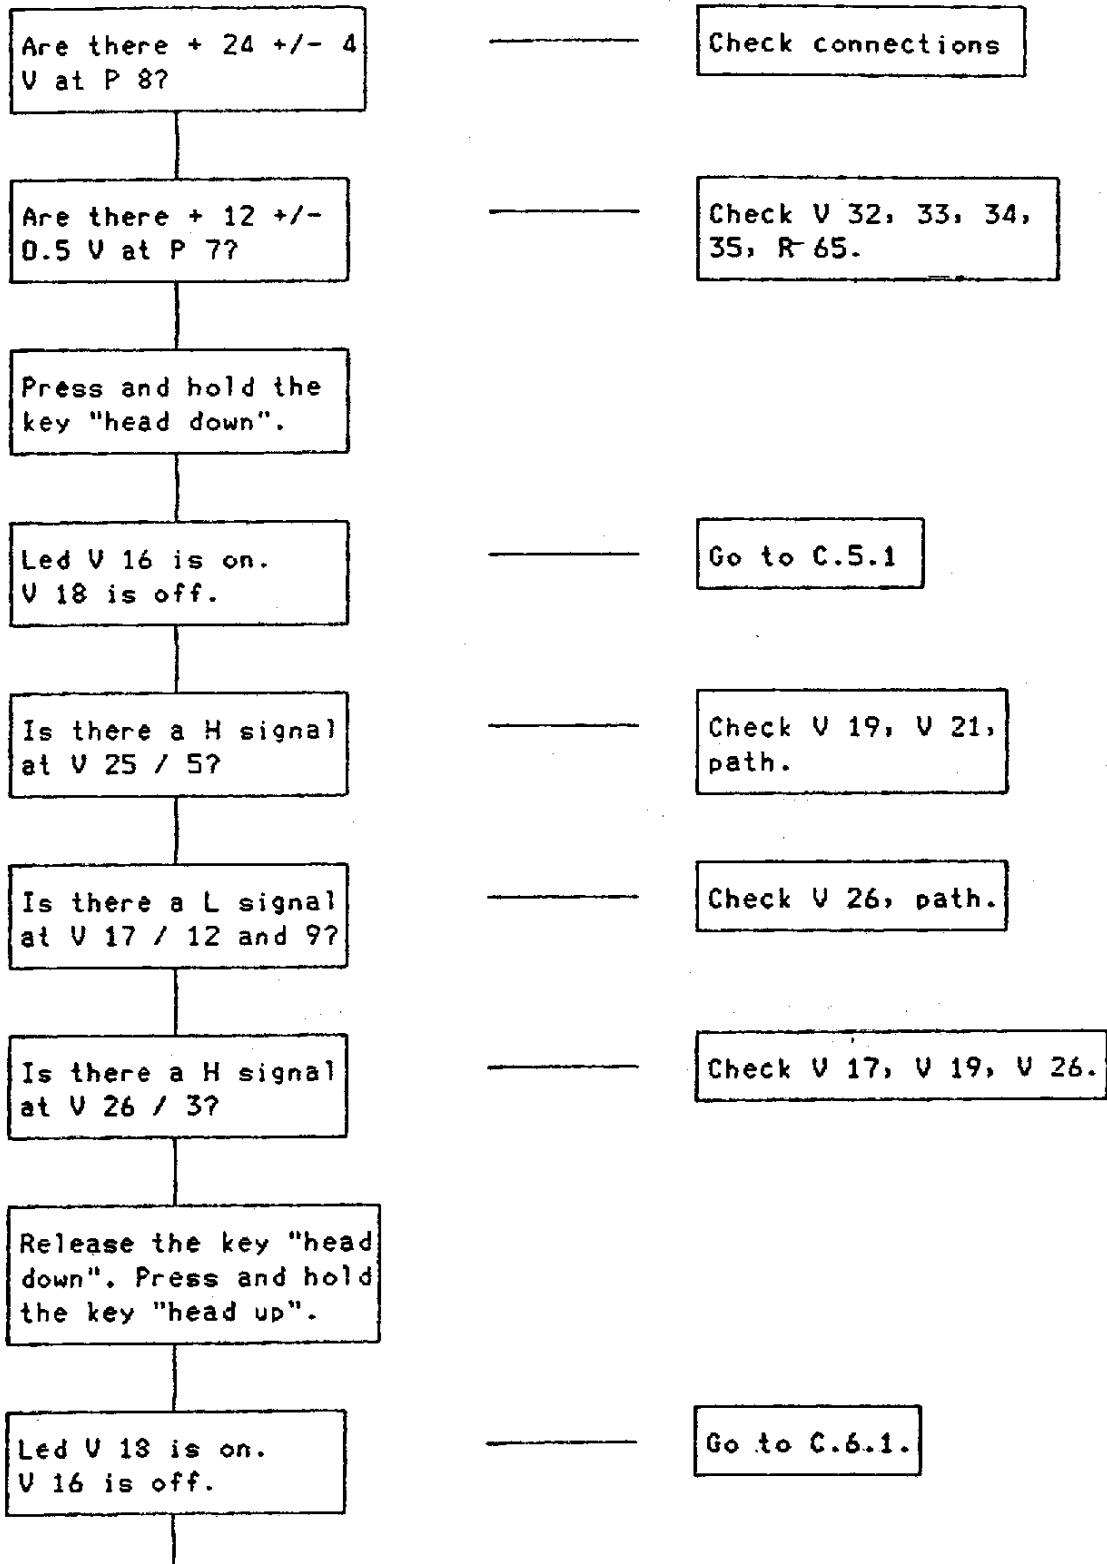 Are there + 24 +/- 4
V at P 8?
Check connections
Are there + 12 +/-
0.5 V at P 7?
Check V 32, 33, 34,
35, R 65.
Press and hold the
key "head down".
Led V 16 is on.
V 18 is off.
Go to C.5.1
Is there a H signal
at V 25 / 5?
Check V 19, V 21,
path.
Is there a L signal
at V 17 / 12 and 9?
Check V 26, path.
Is there a H signal
at V 26 / 3?
Check V 17, V 19, V 26.
Release the key "head
down". Press and hold
the key "head up".
Led V 18 is on.
V 16 is off.
Go to C.6.1.